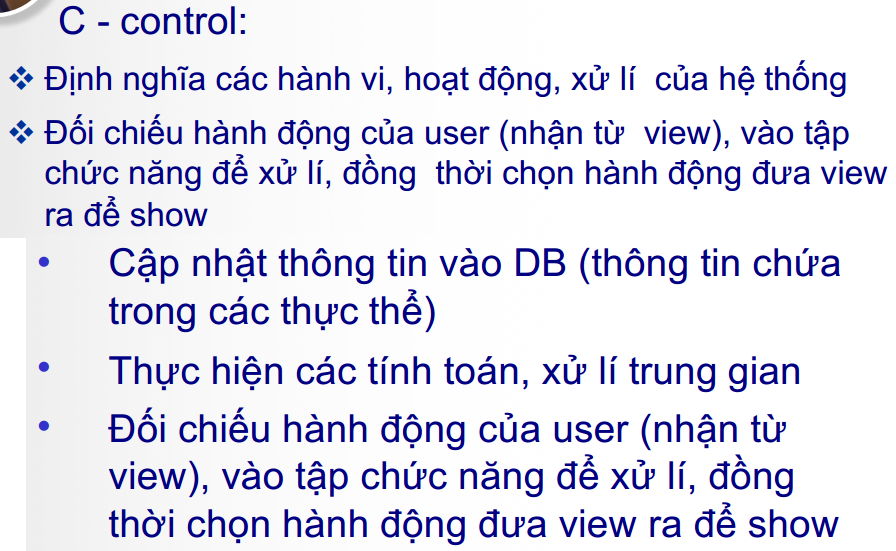 C - control:
❖ Định nghĩa các hành vi, hoạt động, xử lí của hệ thống
❖ Đối chiếu hành động của user (nhận từ view), vào tập
chức năng để xử lí, đồng thời chọn hành động đưa view
ra để show
• Cập nhật thông tin vào DB (thông tin chứa
trong các thực thể)
• Thực hiện các tính toán, xử lí trung gian
• Đối chiếu hành động của user (nhận từ
view), vào tập chức năng để xử lí, đồng
thời chọn hành động đưa view ra để show